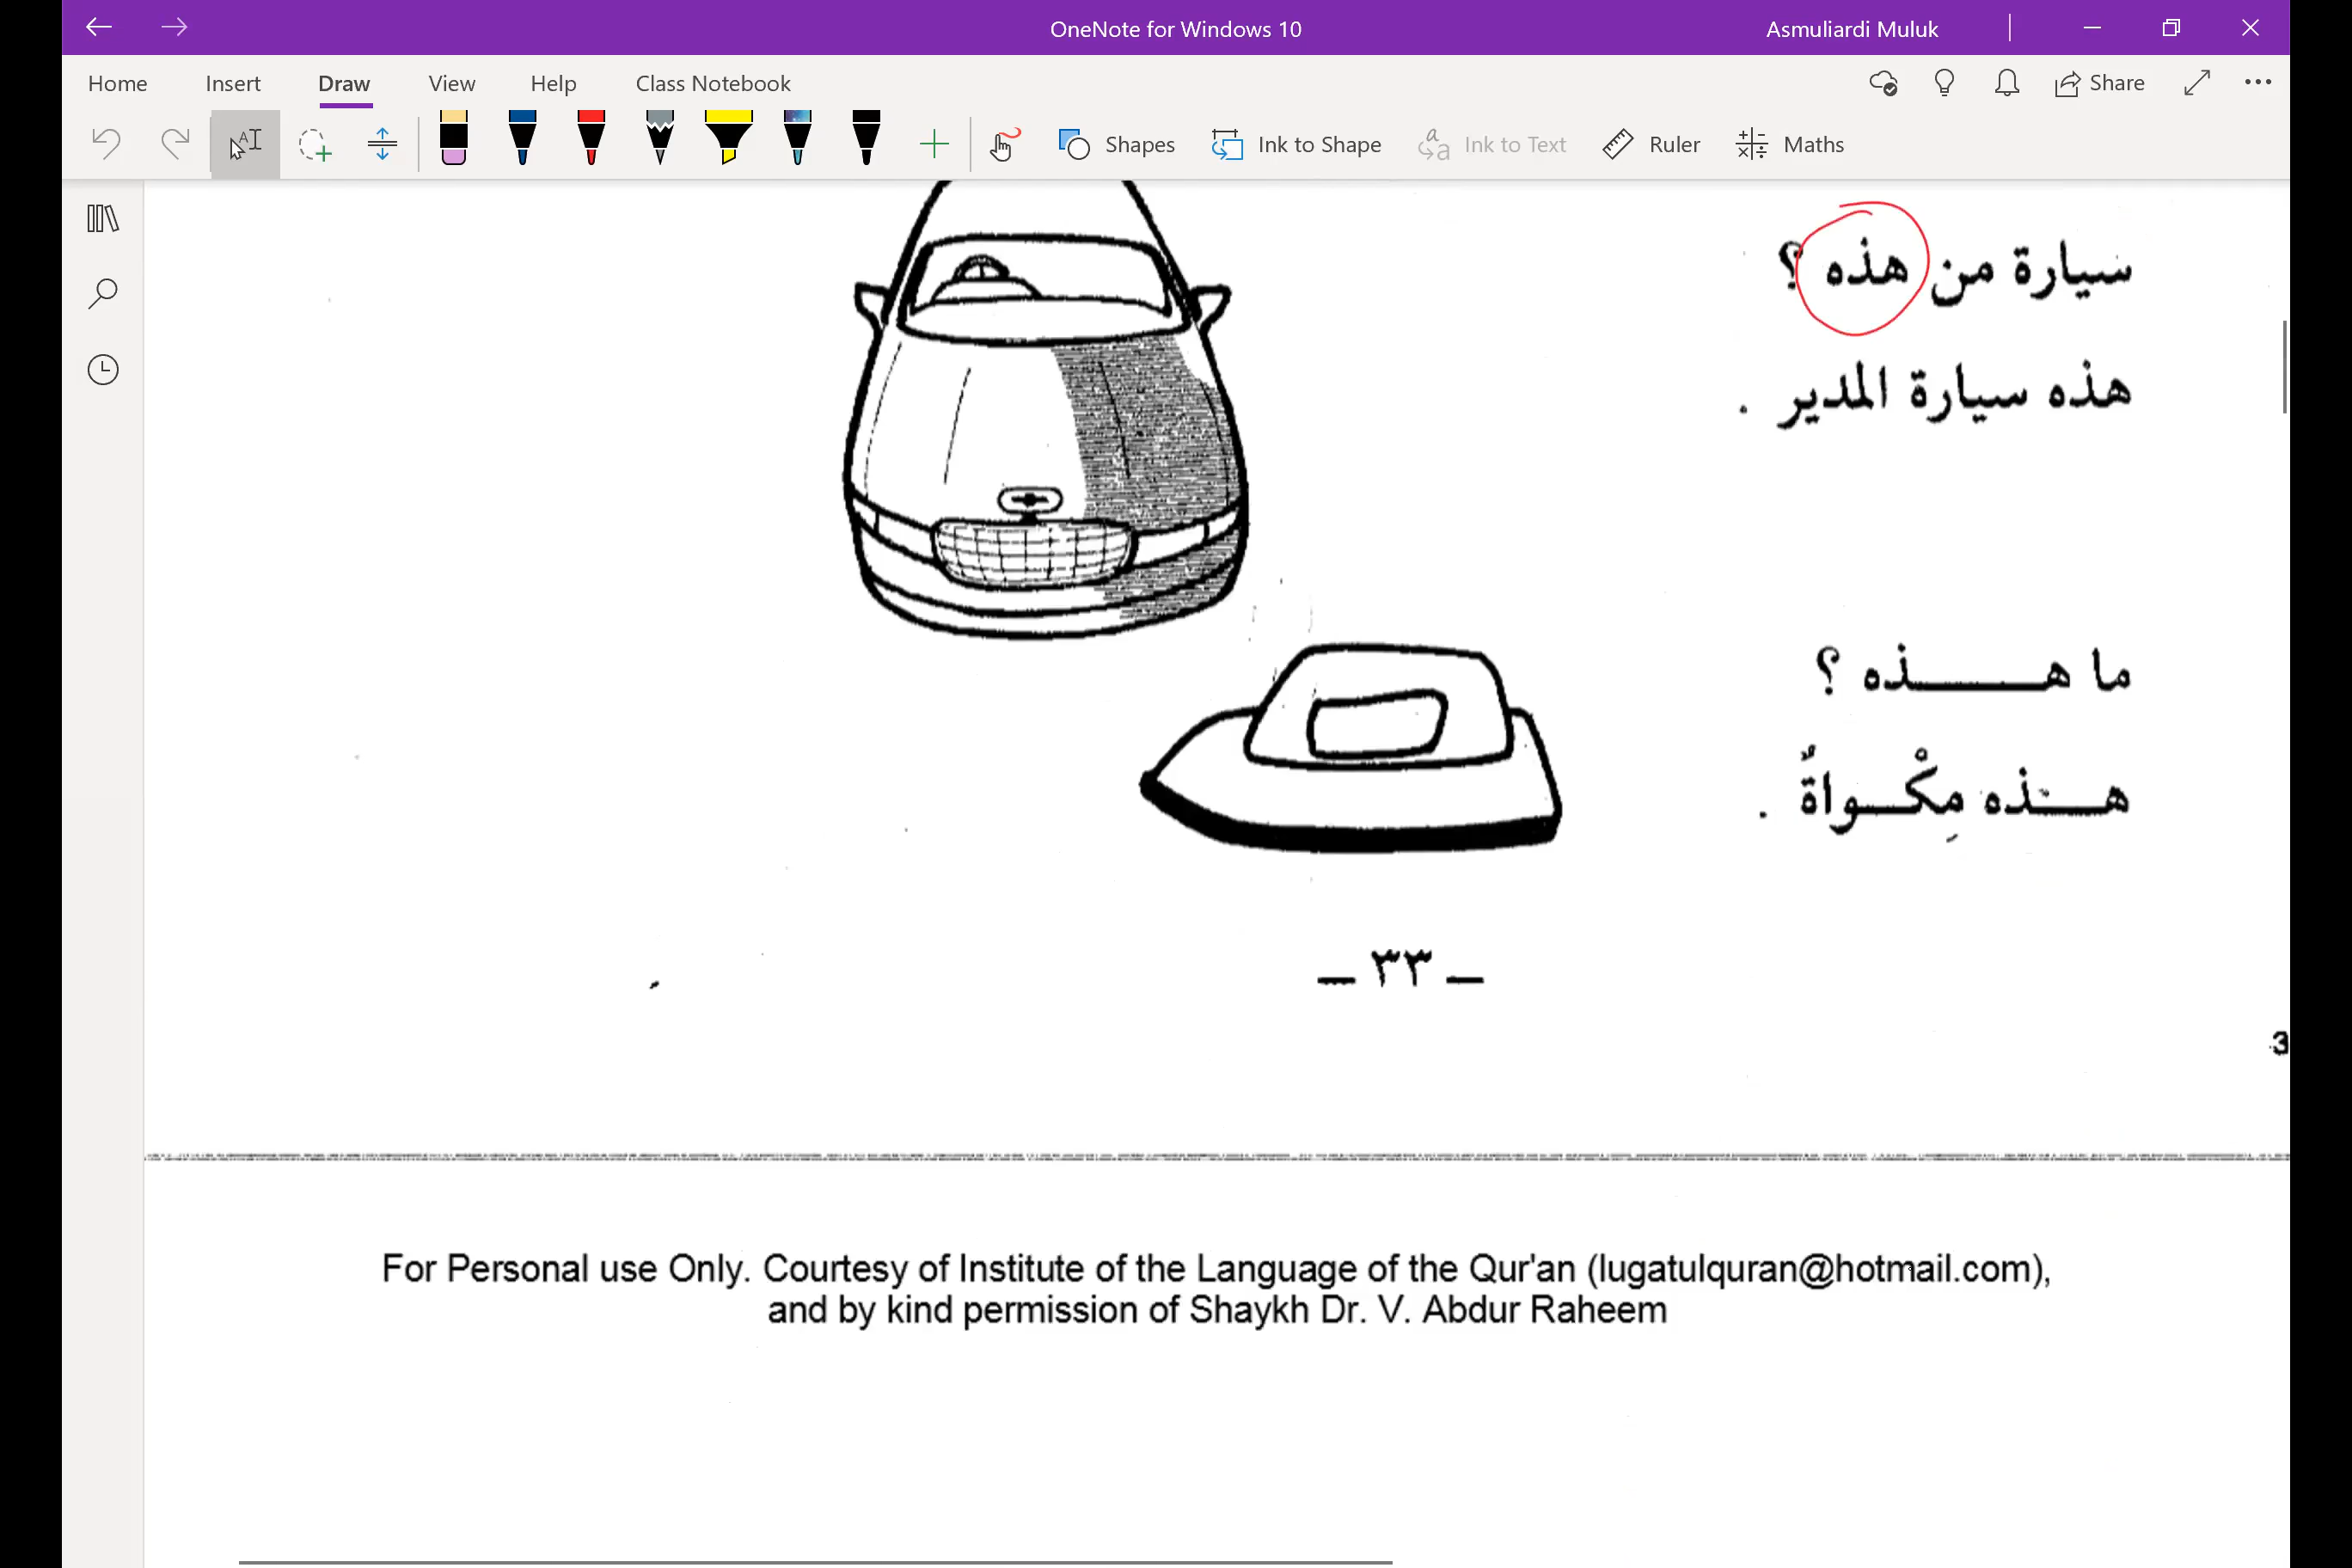 OneNote for Windows 10
Asmuliardi Muluk
Home Insert Draw View Help Class Notebook Share
Shapes Ink to Shape Ink to Text Ruler Maths
سيارة من هذه ؟
هذه سيارة المدير .
ما هـــــذه ؟
هـــذه مِكْـــواةٌ .
– ٣٣ –
3
For Personal use Only. Courtesy of Institute of the Language of the Qur'an (lugatulquran@hotmail.com),
and by kind permission of Shaykh Dr. V. Abdur Raheem